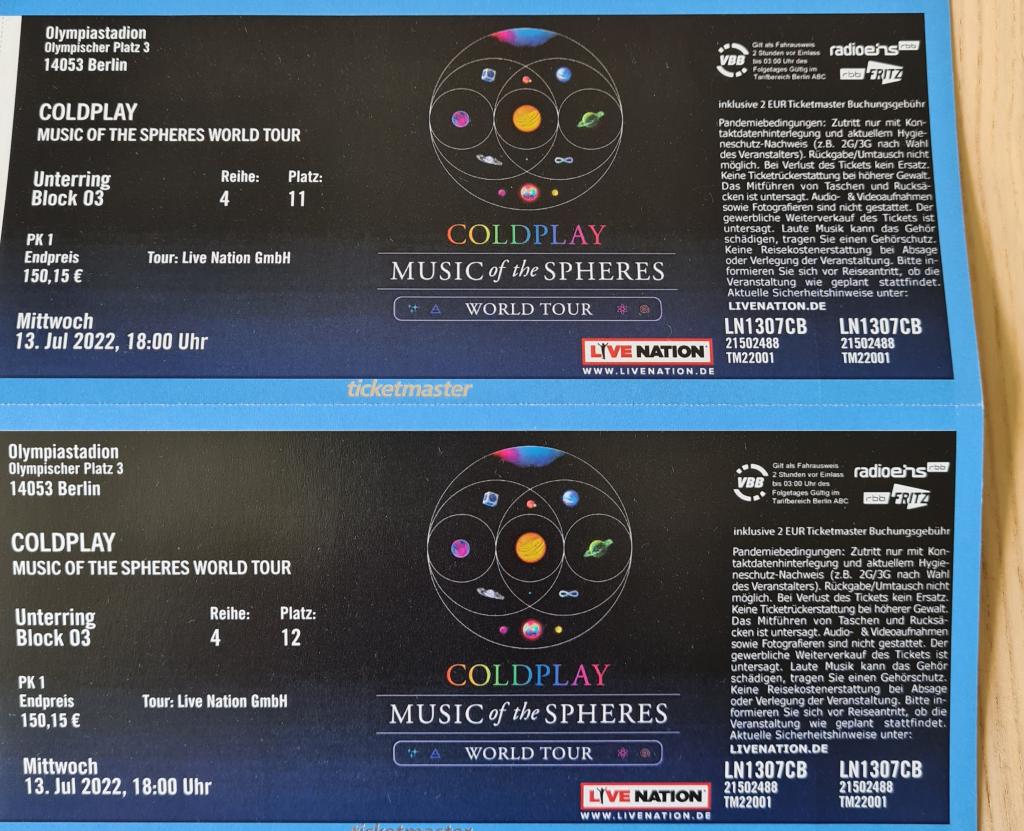 Olympiastadion
Olympischer Platz 3
14053 Berlin
COLDPLAY
MUSIC OF THE SPHERES WORLD TOUR
Unterring
Block 03
Reihe:
4
Platz:
11
PK 1
Endpreis
150,15 €
Tour: Live Nation GmbH
Mittwoch
13. Jul 2022, 18:00 Uhr
COLDPLAY
MUSIC of the SPHERES
WORLD TOUR
LIVE NATION
WWW.LIVENATION.DE
VBB
Gilt als Fahrausweis
2 Stunden vor Einlass
bis 03:00 Uhr des
Folgetages Gültig im
Tarifbereich Berlin ABC
radioeins rbb
rbb FRITZ
inklusive 2 EUR Ticketmaster Buchungsgebühr
Pandemiebedingungen: Zutritt nur mit Kon-
taktdatenhinterlegung und aktuellem Hygie-
neschutz-Nachweis (z.B. 2G/3G nach Wahl
des Veranstalters). Rückgabe/Umtausch nicht
möglich. Bei Verlust des Tickets kein Ersatz.
Keine Ticketrückerstattung bei höherer Gewalt.
Das Mitführen von Taschen und Rucksä-
cken ist untersagt. Audio- & Videoaufnahmen
sowie Fotografieren sind nicht gestattet. Der
gewerbliche Weiterverkauf des Tickets ist
untersagt. Laute Musik kann das Gehör
schädigen, tragen Sie einen Gehörschutz.
Keine Reisekostenerstattung bei Absage
oder Verlegung der Veranstaltung. Bitte in-
formieren Sie sich vor Reiseantritt, ob die
Veranstaltung wie geplant stattfindet.
Aktuelle Sicherheitshinweise unter:
LIVENATION.DE
LN1307CB LN1307CB
21502488 21502488
TM22001 TM22001
ticketmaster
Olympiastadion
Olympischer Platz 3
14053 Berlin
COLDPLAY
MUSIC OF THE SPHERES WORLD TOUR
Unterring
Block 03
Reihe:
4
Platz:
12
PK 1
Endpreis
150,15 €
Tour: Live Nation GmbH
Mittwoch
13. Jul 2022, 18:00 Uhr
COLDPLAY
MUSIC of the SPHERES
WORLD TOUR
LIVE NATION
WWW.LIVENATION.DE
VBB
Gilt als Fahrausweis
2 Stunden vor Einlass
bis 03:00 Uhr des
Folgetages Gültig im
Tarifbereich Berlin ABC
radioeins rbb
rbb FRITZ
inklusive 2 EUR Ticketmaster Buchungsgebühr
Pandemiebedingungen: Zutritt nur mit Kon-
taktdatenhinterlegung und aktuellem Hygie-
neschutz-Nachweis (z.B. 2G/3G nach Wahl
des Veranstalters). Rückgabe/Umtausch nicht
möglich. Bei Verlust des Tickets kein Ersatz.
Keine Ticketrückerstattung bei höherer Gewalt.
Das Mitführen von Taschen und Rucksä-
cken ist untersagt. Audio- & Videoaufnahmen
sowie Fotografieren sind nicht gestattet. Der
gewerbliche Weiterverkauf des Tickets ist
untersagt. Laute Musik kann das Gehör
schädigen, tragen Sie einen Gehörschutz.
Keine Reisekostenerstattung bei Absage
oder Verlegung der Veranstaltung. Bitte in-
formieren Sie sich vor Reiseantritt, ob die
Veranstaltung wie geplant stattfindet.
Aktuelle Sicherheitshinweise unter:
LIVENATION.DE
LN1307CB LN1307CB
21502488 21502488
TM22001 TM22001
ticketmaster